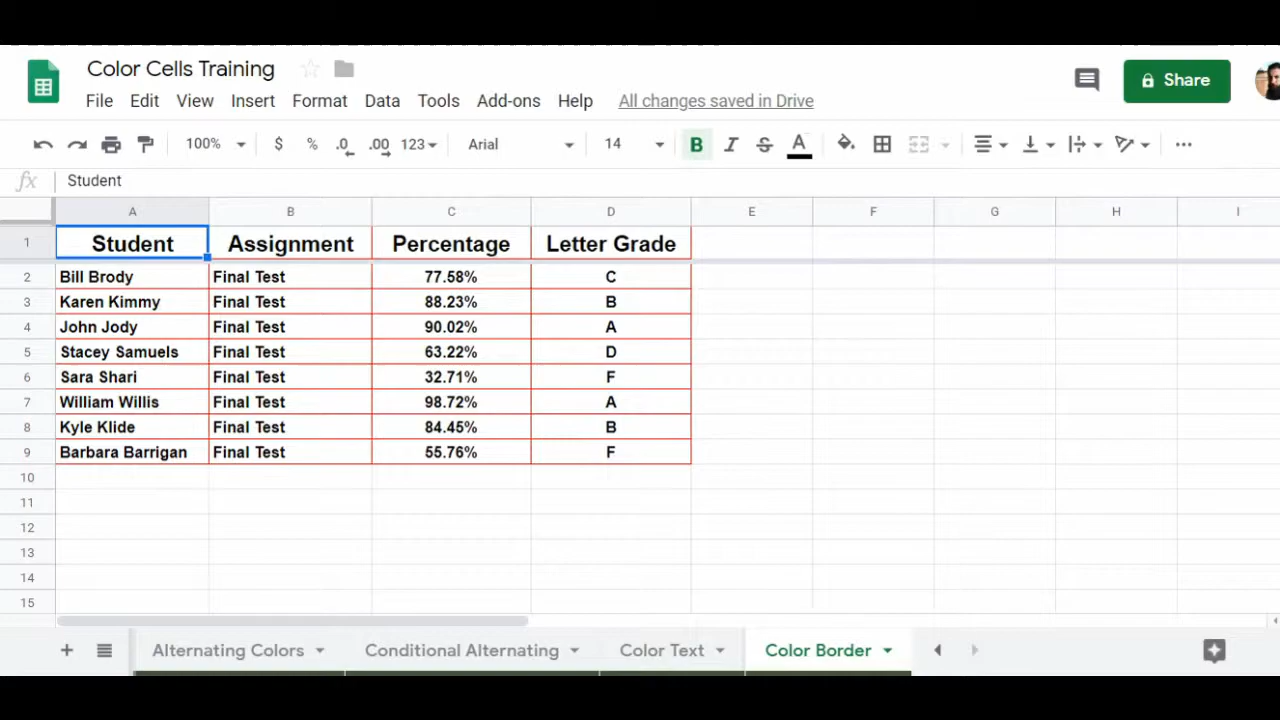 Color Cells Training
File Edit View Insert Format Data Tools Add-ons Help All changes saved in Drive
Share
100% $ % .0 .00 123 Arial 14 B I S A ...
fx Student
A B C D E F G H I
1 Student Assignment Percentage Letter Grade
2 Bill Brody Final Test 77.58% C
3 Karen Kimmy Final Test 88.23% B
4 John Jody Final Test 90.02% A
5 Stacey Samuels Final Test 63.22% D
6 Sara Shari Final Test 32.71% F
7 William Willis Final Test 98.72% A
8 Kyle Klide Final Test 84.45% B
9 Barbara Barrigan Final Test 55.76% F
10
11
12
13
14
15
+ Alternating Colors Conditional Alternating Color Text Color Border